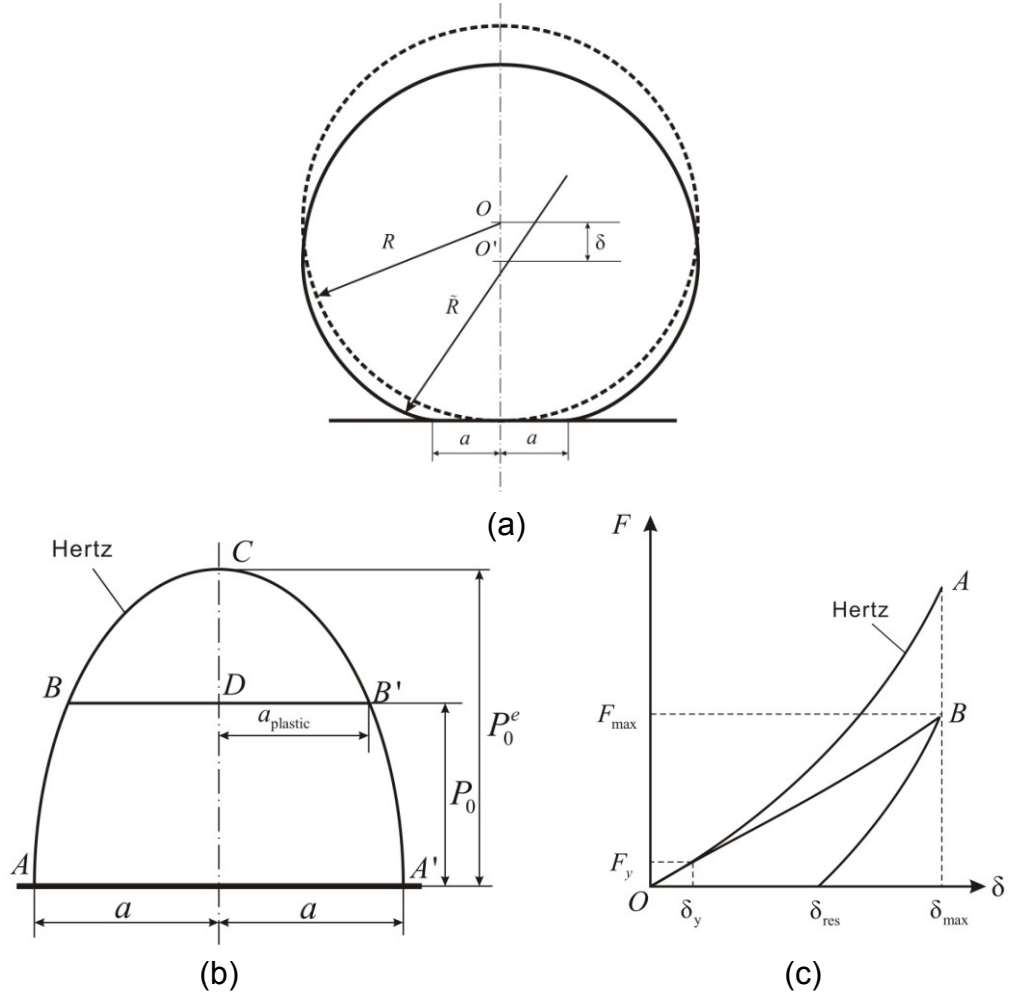 O
R
O'
δ
R̃
a a
(a)
Hertz
C
B
D
B'
a_plastic
P_0^e
P_0
A
A'
a a
(b)
F
A
Hertz
F_max
B
F_y
O
δ_y
δ_res
δ_max
δ
(c)